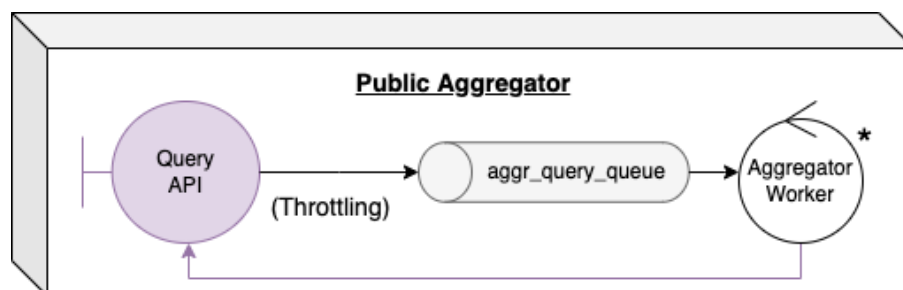 Public Aggregator
Query
API
(Throttling)
aggr_query_queue
Aggregator
Worker
*